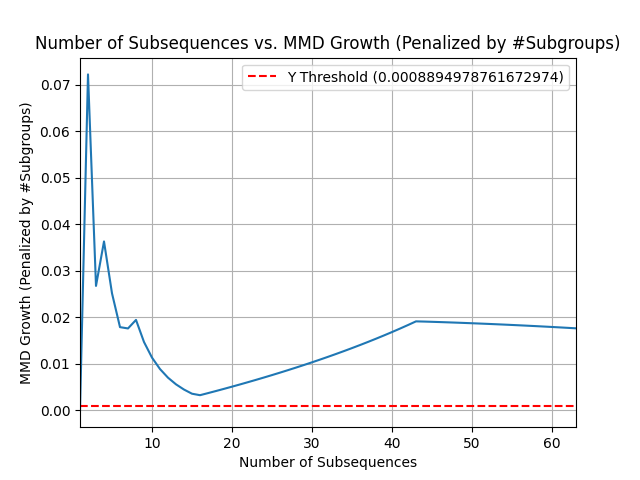 Number of Subsequences vs. MMD Growth (Penalized by #Subgroups)
Y Threshold (0.0008894978761672974)
0.07
0.06
0.05
0.04
0.03
0.02
0.01
0.00
MMD Growth (Penalized by #Subgroups)
10 20 30 40 50 60
Number of Subsequences